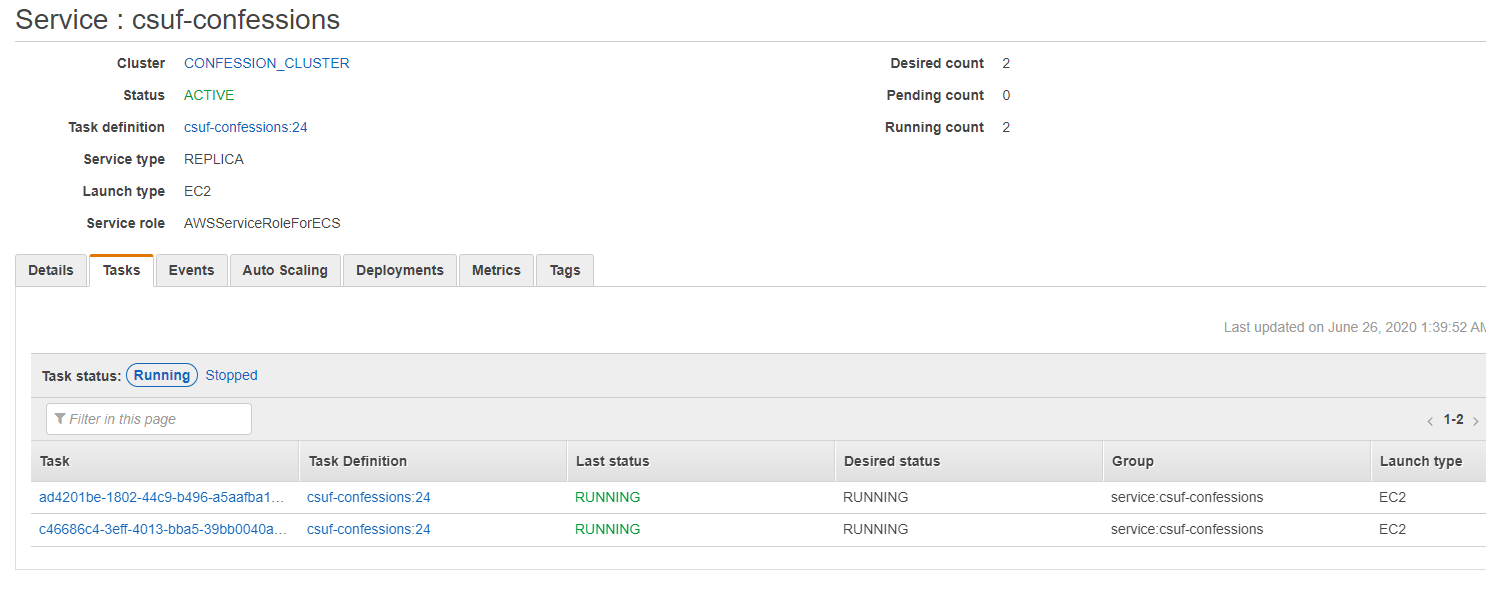 Service : csuf-confessions
Cluster CONFESSION_CLUSTER Desired count 2
Status ACTIVE Pending count 0
Task definition csuf-confessions:24 Running count 2
Service type REPLICA
Launch type EC2
Service role AWSServiceRoleForECS
Details Tasks Events Auto Scaling Deployments Metrics Tags
Last updated on June 26, 2020 1:39:52 AM
Task status: Running Stopped
Filter in this page < 1-2 >
Task Task Definition Last status Desired status Group Launch type
ad4201be-1802-44c9-b496-a5aafba1... csuf-confessions:24 RUNNING RUNNING service:csuf-confessions EC2
c46686c4-3eff-4013-bba5-39bb0040a... csuf-confessions:24 RUNNING RUNNING service:csuf-confessions EC2